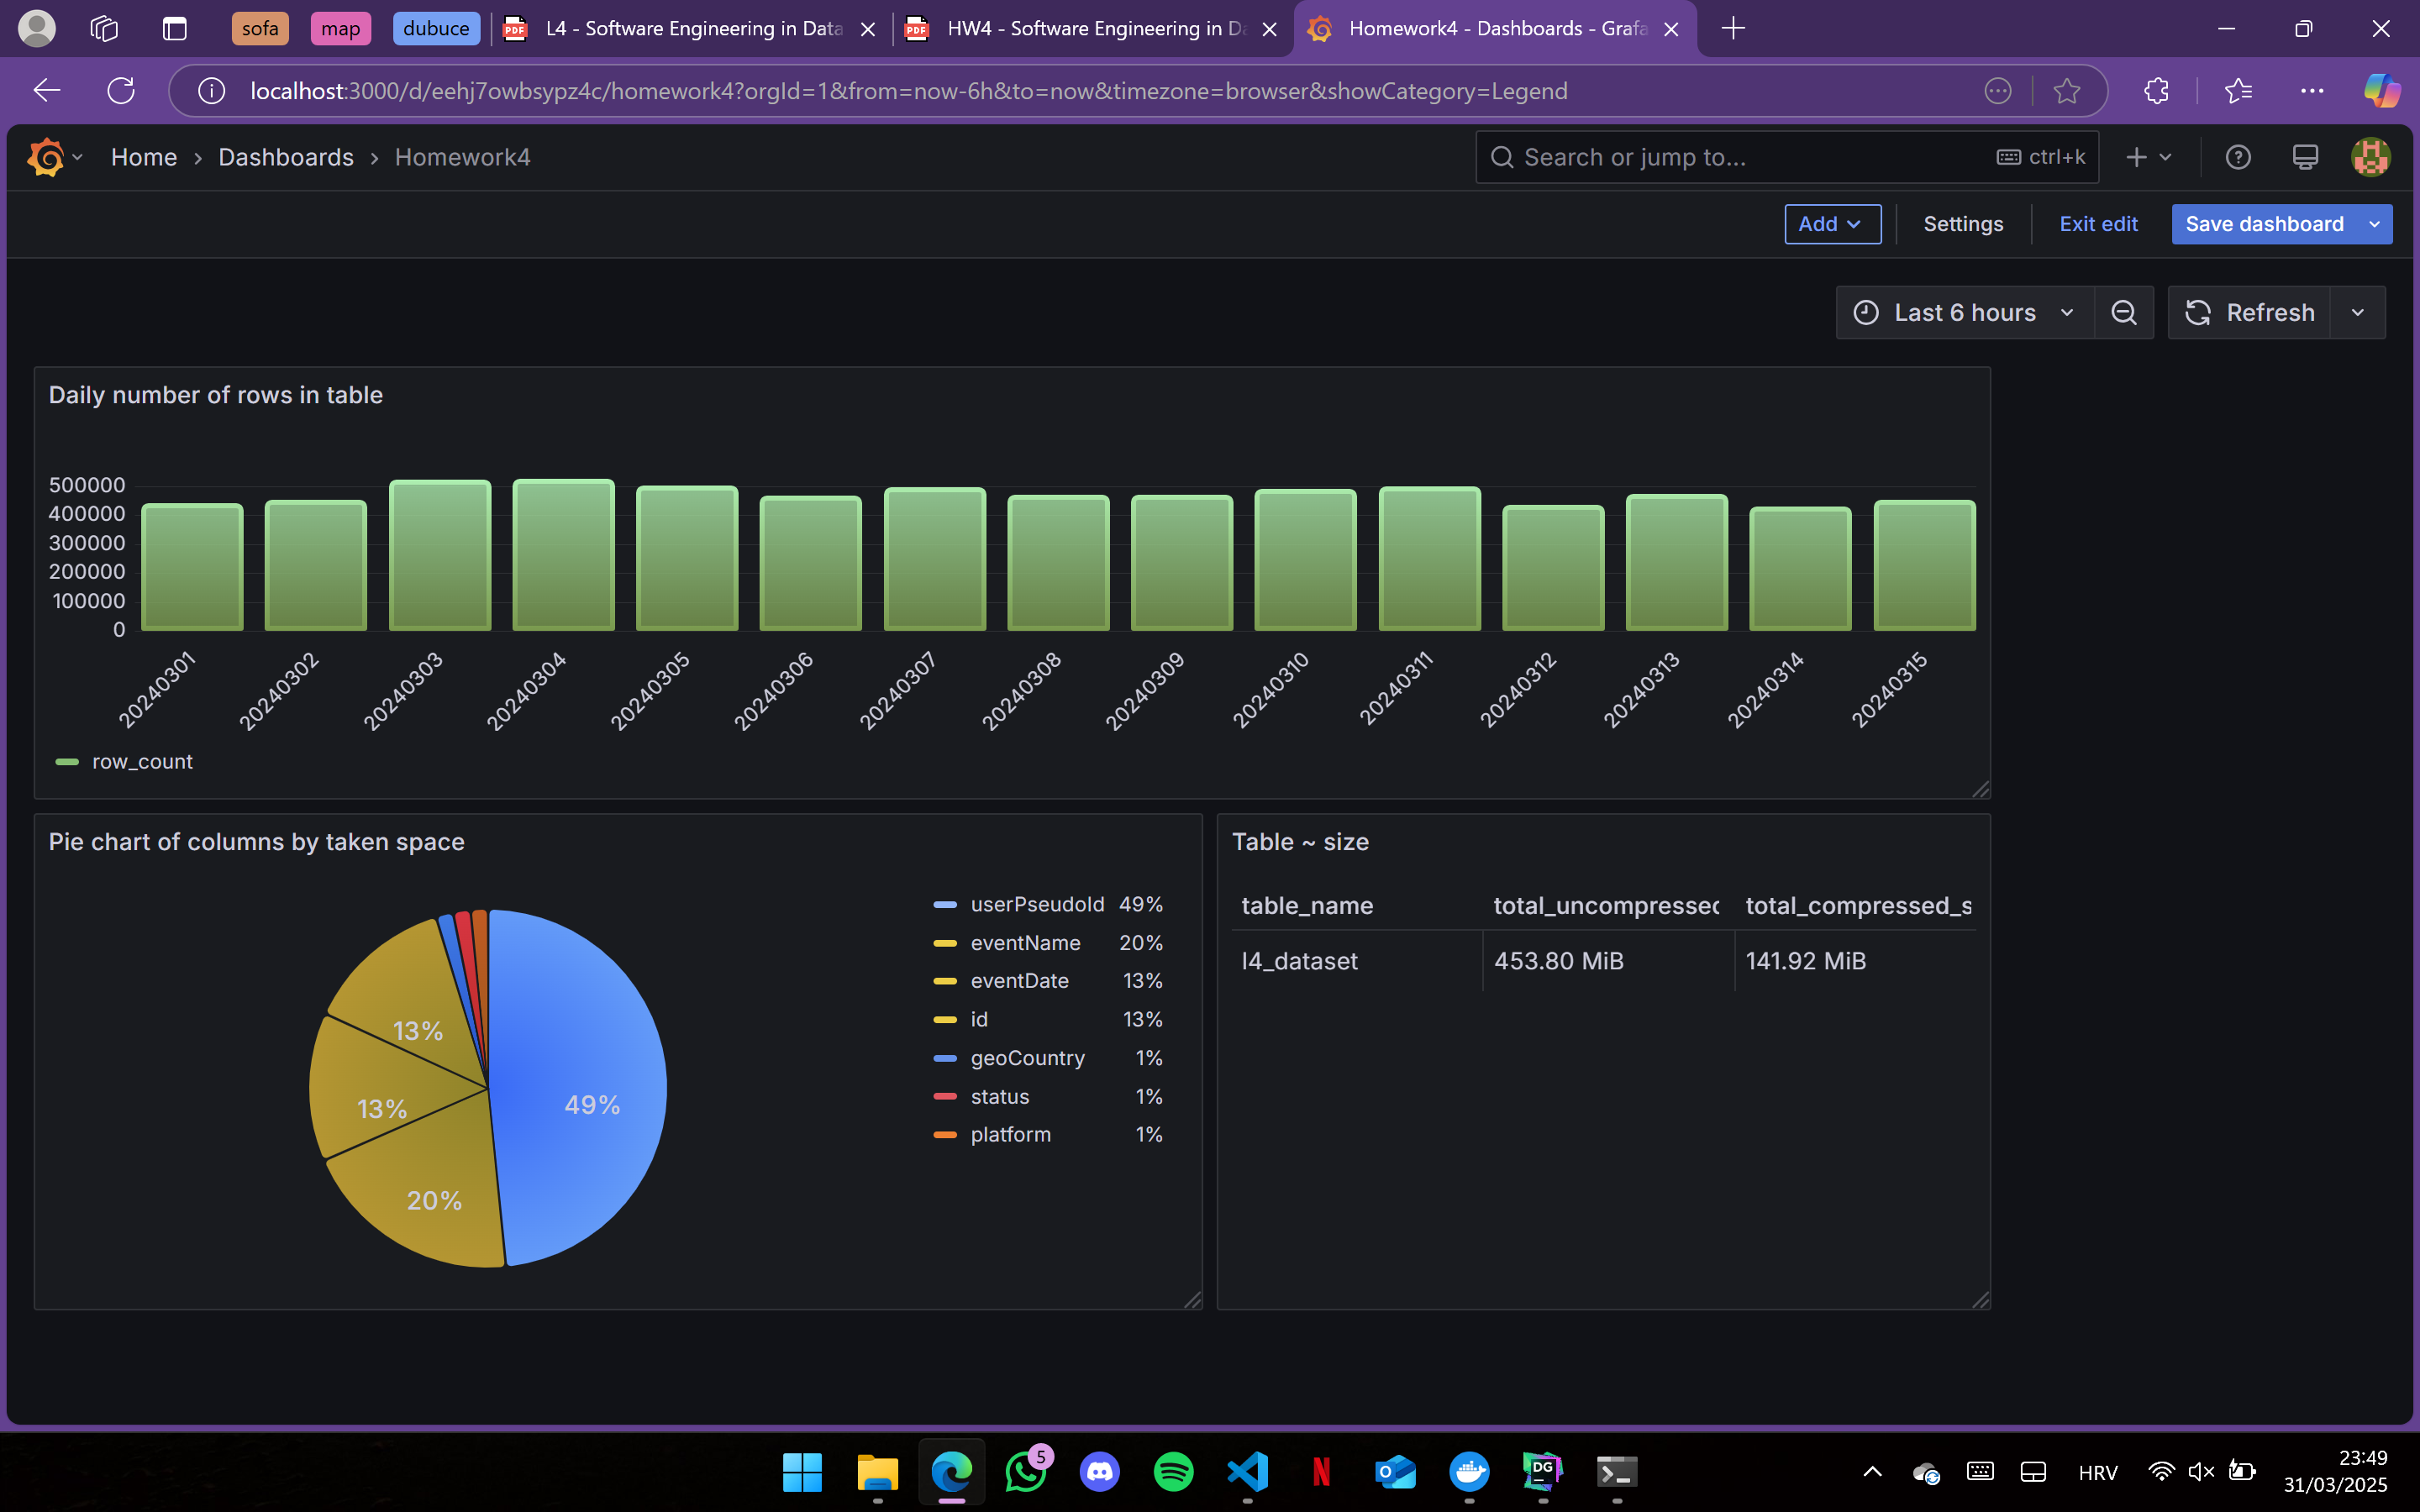 sofa map dubuce L4 - Software Engineering in Data HW4 - Software Engineering in Da Homework4 - Dashboards - Grafa
localhost:3000/d/eehj7owbsypz4c/homework4?orgId=1&from=now-6h&to=now&timezone=browser&showCategory=Legend
Home > Dashboards > Homework4 Search or jump to... ctrl+k
Add Settings Exit edit Save dashboard
Last 6 hours Refresh
Daily number of rows in table
500000
400000
300000
200000
100000
0
20240301 20240302 20240303 20240304 20240305 20240306 20240307 20240308 20240309 20240310 20240311 20240312 20240313 20240314 20240315
row_count
Pie chart of columns by taken space
49%
20%
13%
13%
userPseudoId 49%
eventName 20%
eventDate 13%
id 13%
geoCountry 1%
status 1%
platform 1%
Table ~ size
table_name total_uncompressed total_compressed_s
l4_dataset 453.80 MiB 141.92 MiB
5
DG
HRV
23:49
31/03/2025